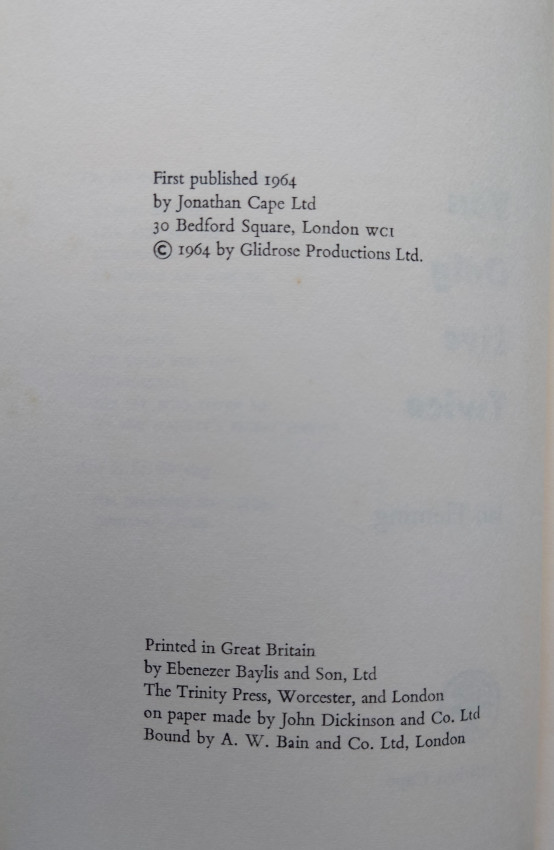 First published 1964
by Jonathan Cape Ltd
30 Bedford Square, London WC1
© 1964 by Glidrose Productions Ltd.
Printed in Great Britain
by Ebenezer Baylis and Son, Ltd
The Trinity Press, Worcester, and London
on paper made by John Dickinson and Co. Ltd
Bound by A. W. Bain and Co. Ltd, London